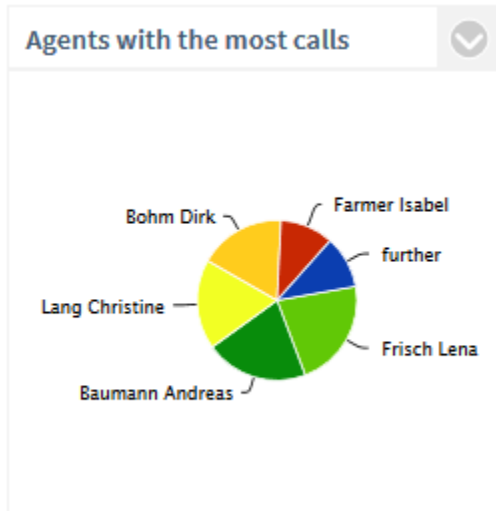 Agents with the most calls
Farmer Isabel
Bohm Dirk
further
Lang Christine
Frisch Lena
Baumann Andreas